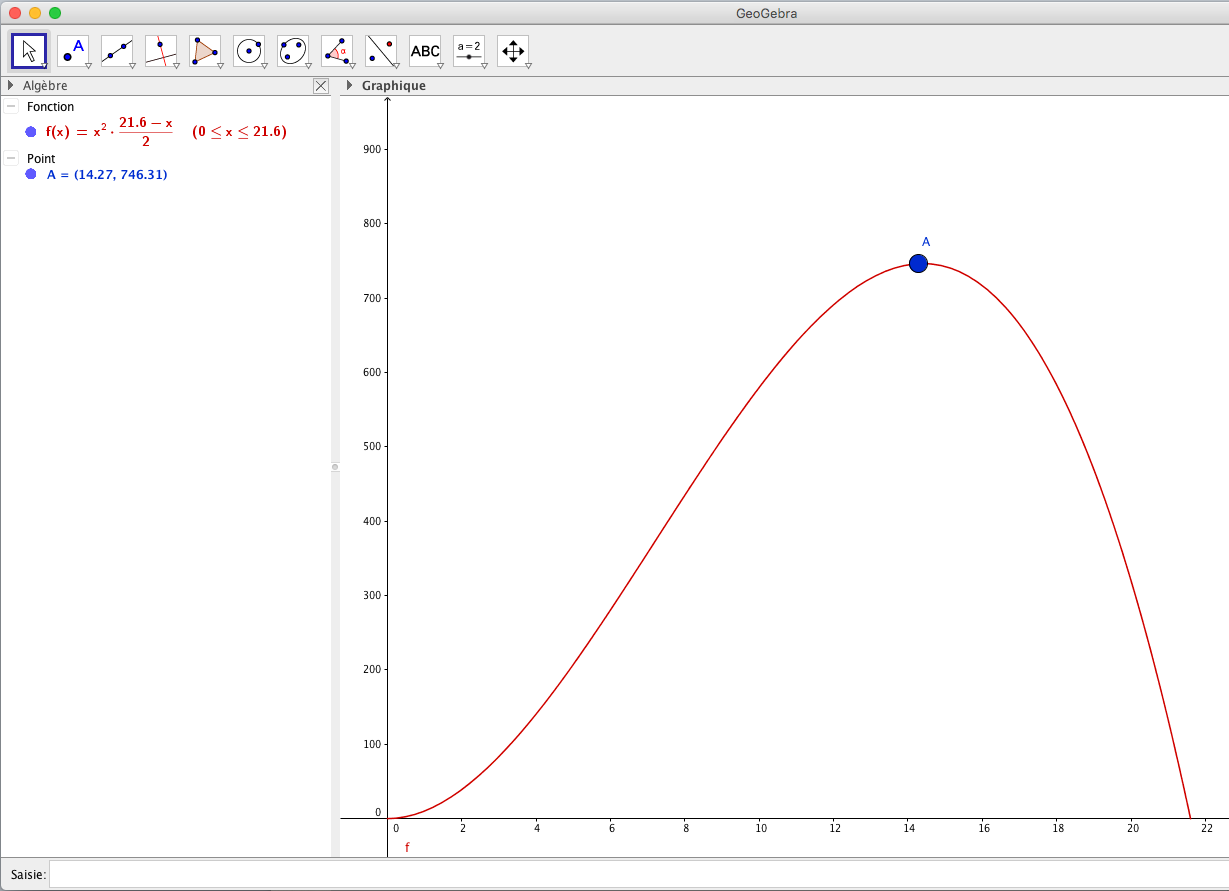 GeoGebra
A
α
ABC
a=2
Algèbre
Graphique
Fonction
f(x) = x² · (21.6 − x)/2 (0 ≤ x ≤ 21.6)
Point
A = (14.27, 746.31)
900
800
A
700
600
500
400
300
200
100
0
0 2 4 6 8 10 12 14 16 18 20 22
f
Saisie: